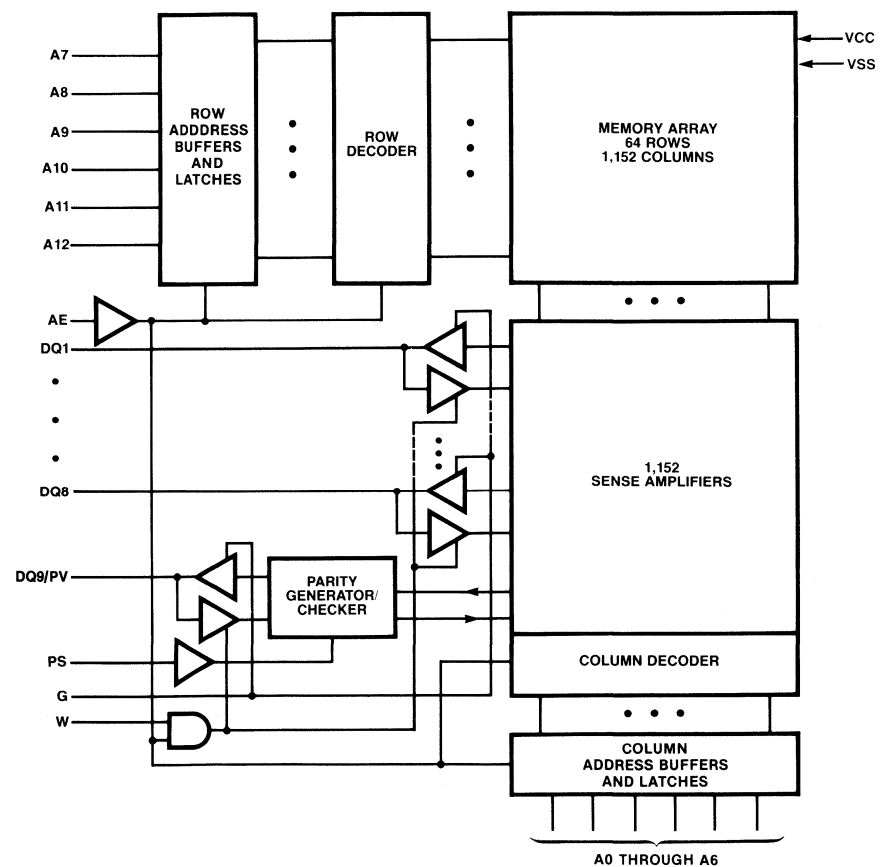 A7
A8
A9
A10
A11
A12
ROW
ADDDRESS
BUFFERS
AND
LATCHES
ROW
DECODER
MEMORY ARRAY
64 ROWS
1,152 COLUMNS
VCC
VSS
AE
DQ1
DQ8
1,152
SENSE AMPLIFIERS
DQ9/PV
PARITY
GENERATOR/
CHECKER
PS
COLUMN DECODER
G
W
COLUMN
ADDRESS BUFFERS
AND LATCHES
A0 THROUGH A6